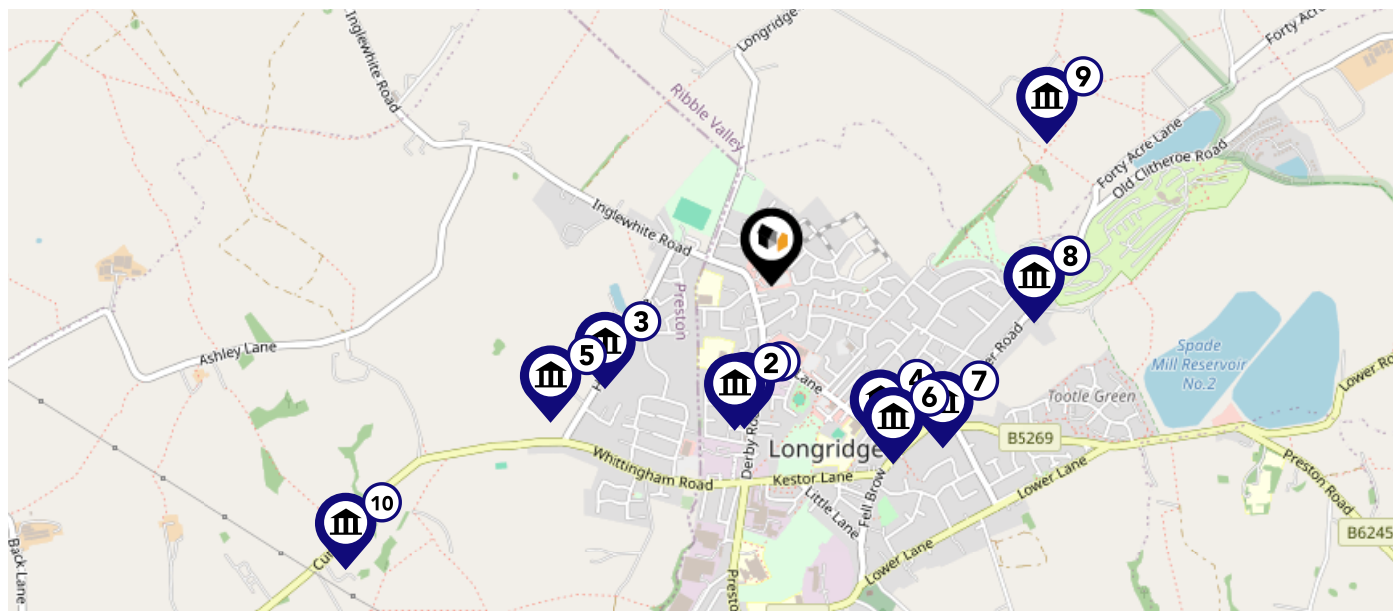 Longridge
Forty Acre
Inglewhite Road
9
Ribble Valley
Forty Acre Lane
Old Clitheroe Road
Inglewhite Road
8
Preston
3
Spade
Mill Reservoir
No.2
Ashley Lane
5
2
Lane
4
7
6
Tootle Green
Lower
Derby
B5269
Longridge
Whittingham Road
Kestor Lane
Lower Lane
Preston Road
Little Lane
Fell Brow
10
B6245
Back Lane
Lower Lane